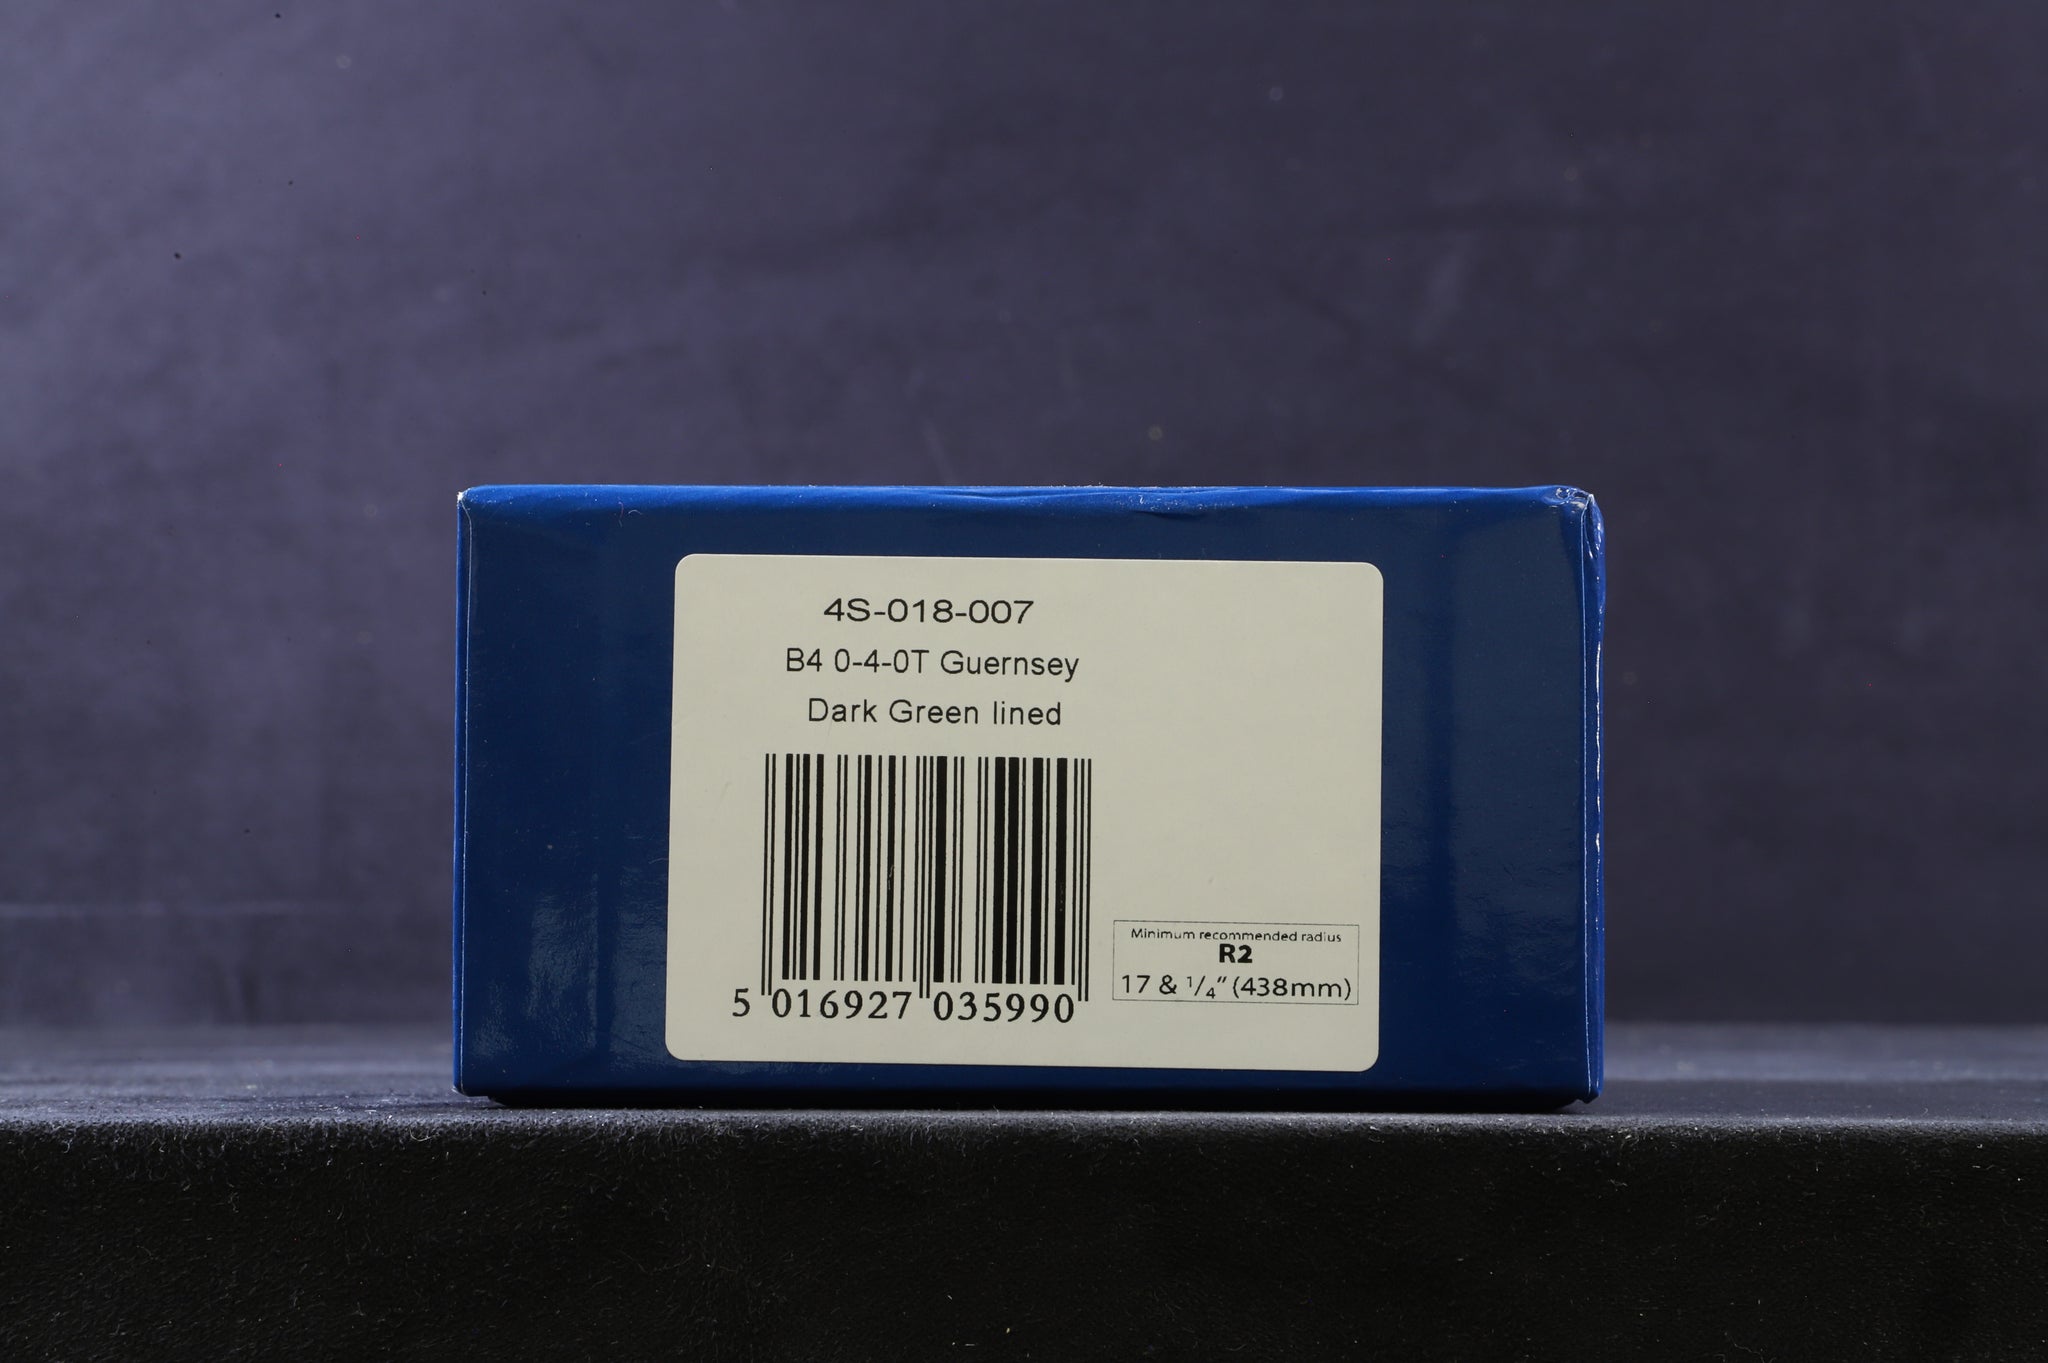 4S-018-007
B4 0-4-0T Guernsey
Dark Green lined
5 016927 035990
Minimum recommended radius
R2
17 & 1/4" (438mm)